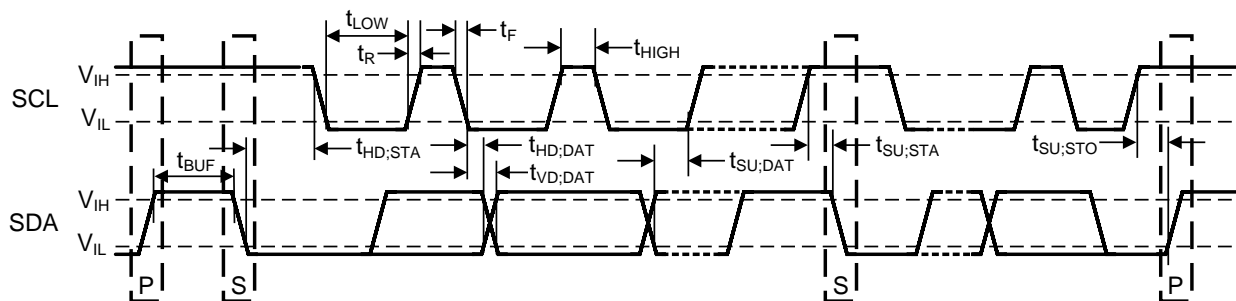 tLOW
tR
tF
tHIGH
VIH
SCL
VIL
tHD;STA
tHD;DAT
tSU;DAT
tSU;STA
tSU;STO
tBUF
tVD;DAT
VIH
SDA
VIL
P
S
S
P